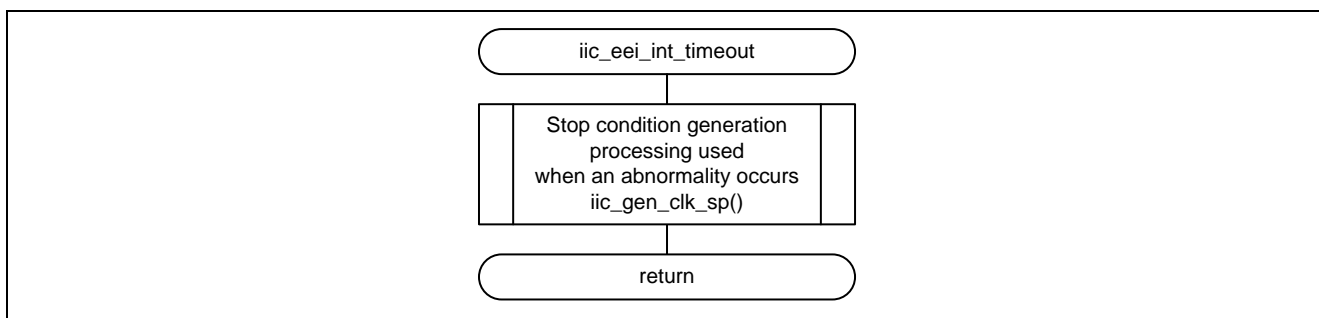 iic_eei_int_timeout
Stop condition generation
processing used
when an abnormality occurs
iic_gen_clk_sp()
return